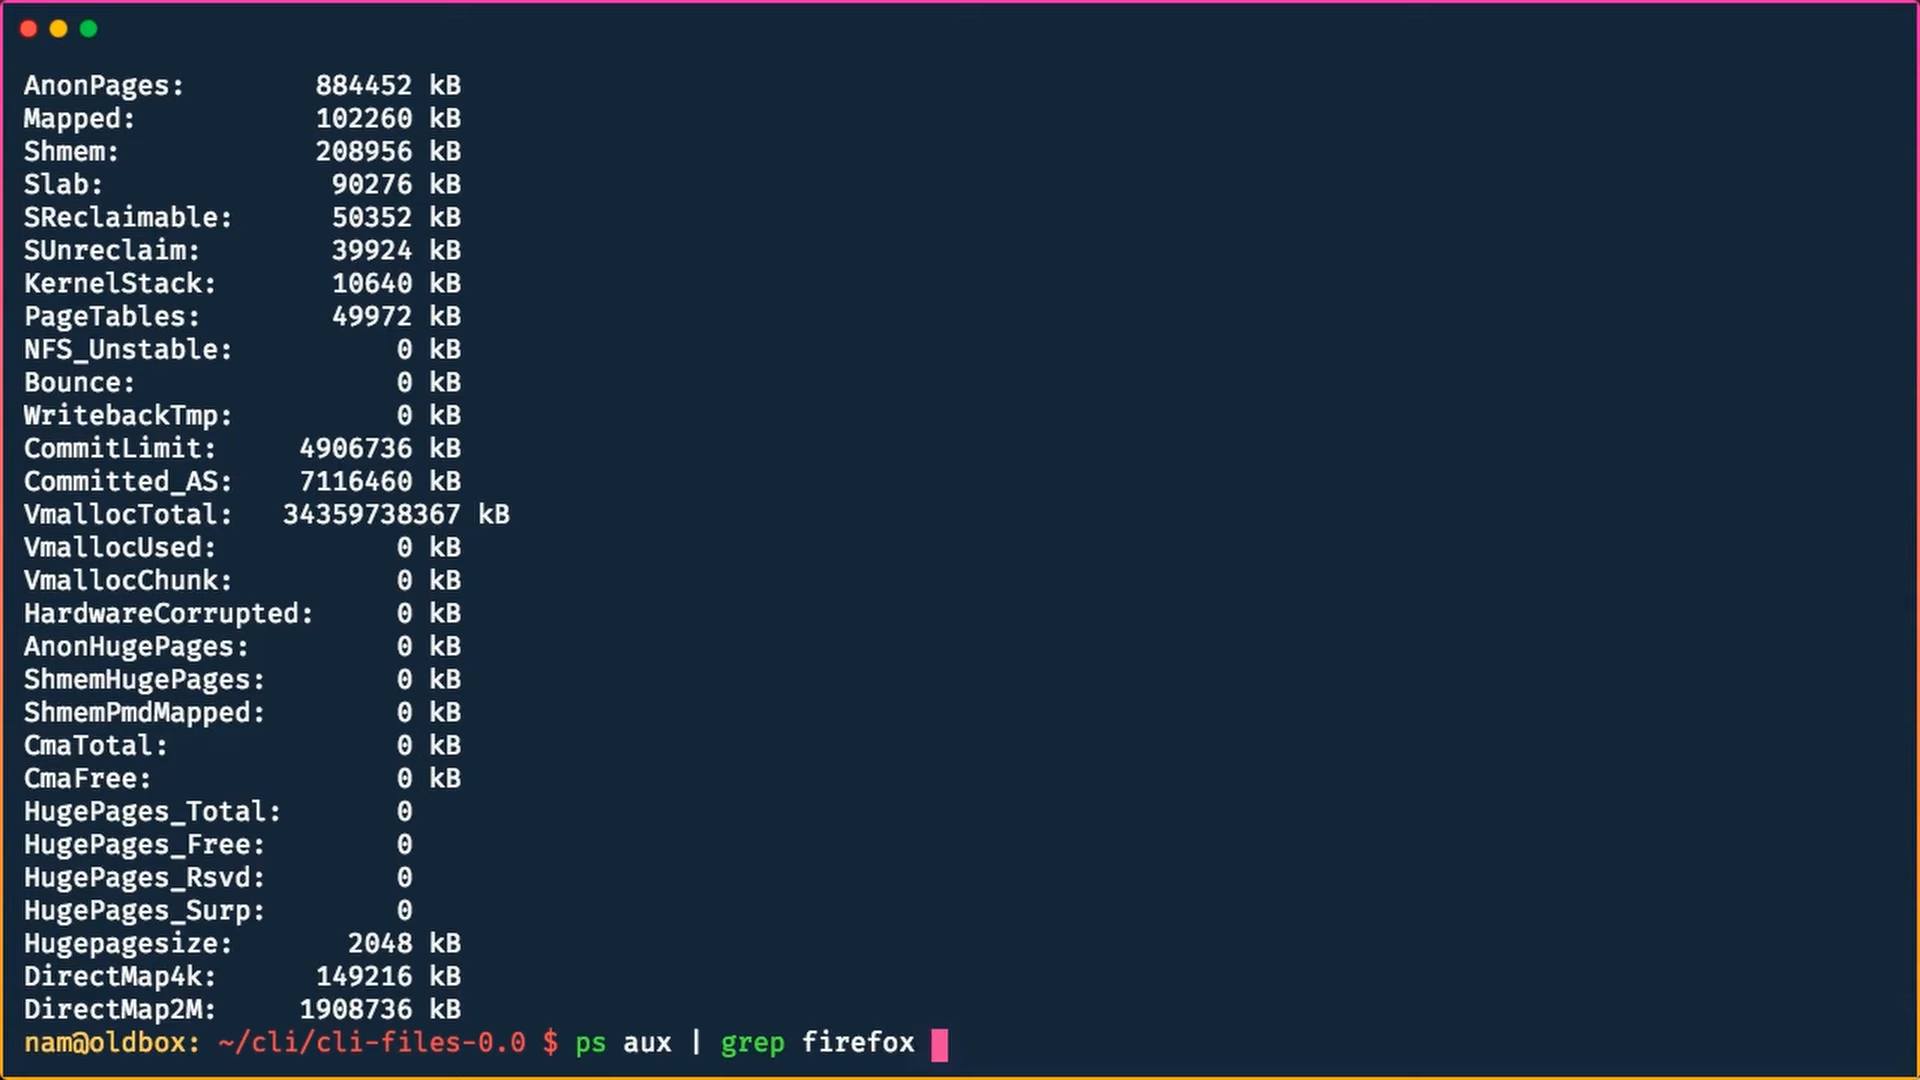 AnonPages:        884452 kB
Mapped:           102260 kB
Shmem:            208956 kB
Slab:              90276 kB
SReclaimable:      50352 kB
SUnreclaim:        39924 kB
KernelStack:       10640 kB
PageTables:        49972 kB
NFS_Unstable:          0 kB
Bounce:                0 kB
WritebackTmp:          0 kB
CommitLimit:     4906736 kB
Committed_AS:    7116460 kB
VmallocTotal:   34359738367 kB
VmallocUsed:           0 kB
VmallocChunk:          0 kB
HardwareCorrupted:     0 kB
AnonHugePages:         0 kB
ShmemHugePages:        0 kB
ShmemPmdMapped:        0 kB
CmaTotal:              0 kB
CmaFree:               0 kB
HugePages_Total:       0
HugePages_Free:        0
HugePages_Rsvd:        0
HugePages_Surp:        0
Hugepagesize:       2048 kB
DirectMap4k:      149216 kB
DirectMap2M:     1908736 kB
nam@oldbox: ~/cli/cli-files-0.0 $ ps aux | grep firefox